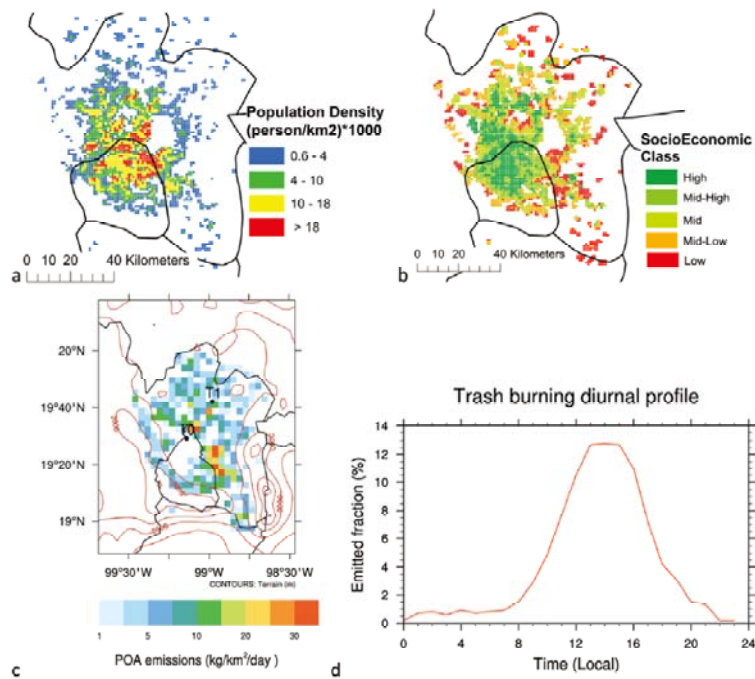 Population Density
(person/km2)*1000
0.6 - 4
4 - 10
10 - 18
> 18
0 10 20 40 Kilometers
a
SocioEconomic
Class
High
Mid-High
Mid
Mid-Low
Low
0 10 20 40 Kilometers
b
20°N
19°40'N
19°20'N
19°N
T1
T0
99°30'W
99°W
98°30'W
CONTOURS: Terrain (m)
1 5 10 20 30
POA emissions (kg/km²/day )
c
Trash burning diurnal profile
Emitted fraction (%)
14
12
10
8
6
4
2
0
0 4 8 12 16 20 24
Time (Local)
d